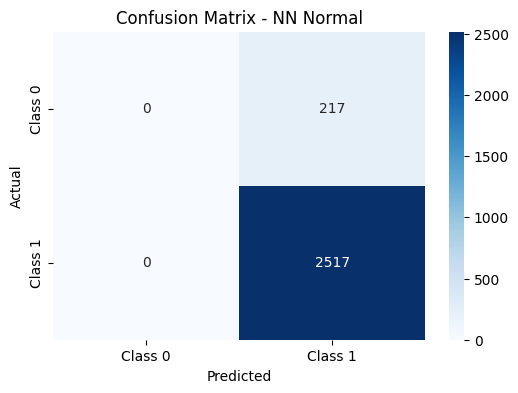 Confusion Matrix - NN Normal
Class 0
0
217
Actual
Class 1
0
2517
Class 0
Class 1
Predicted
2500
2000
1500
1000
500
0